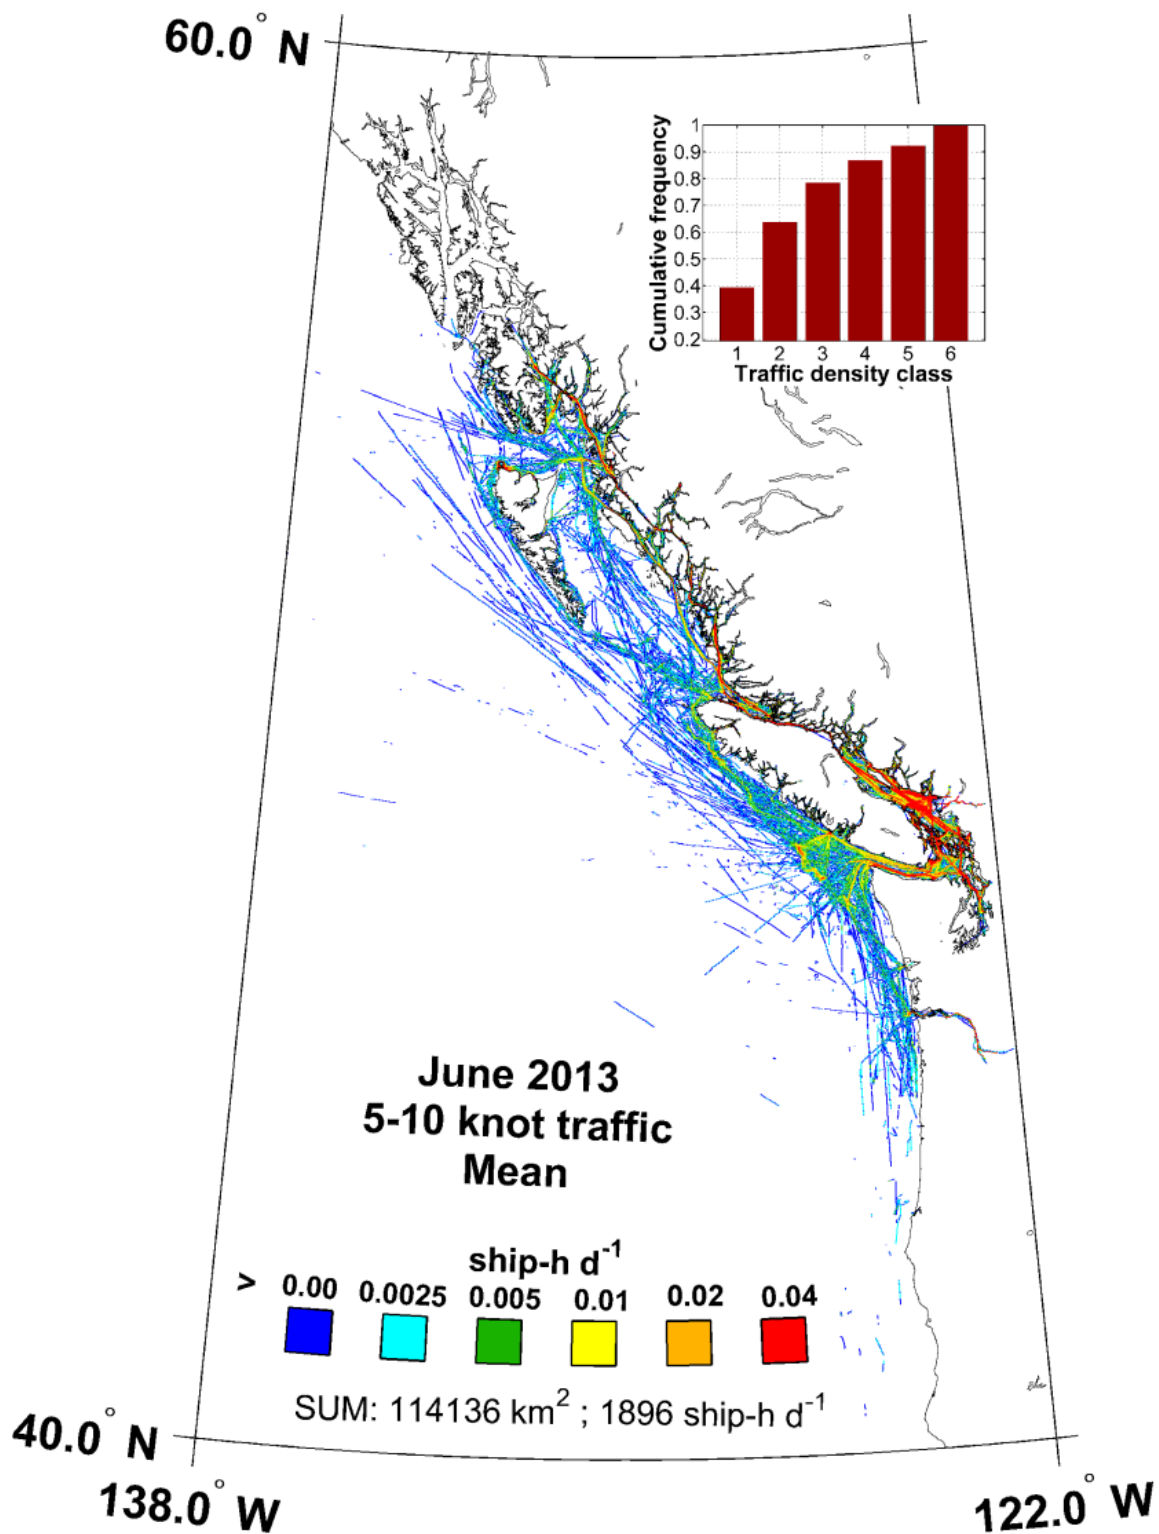 60.0° N
Cumulative frequency
1
0.9
0.8
0.7
0.6
0.5
0.4
0.3
0.2
1 2 3 4 5 6
Traffic density class
June 2013
5-10 knot traffic
Mean
ship-h d⁻¹
> 0.00 0.0025 0.005 0.01 0.02 0.04
SUM: 114136 km² ; 1896 ship-h d⁻¹
40.0° N
138.0° W
122.0° W